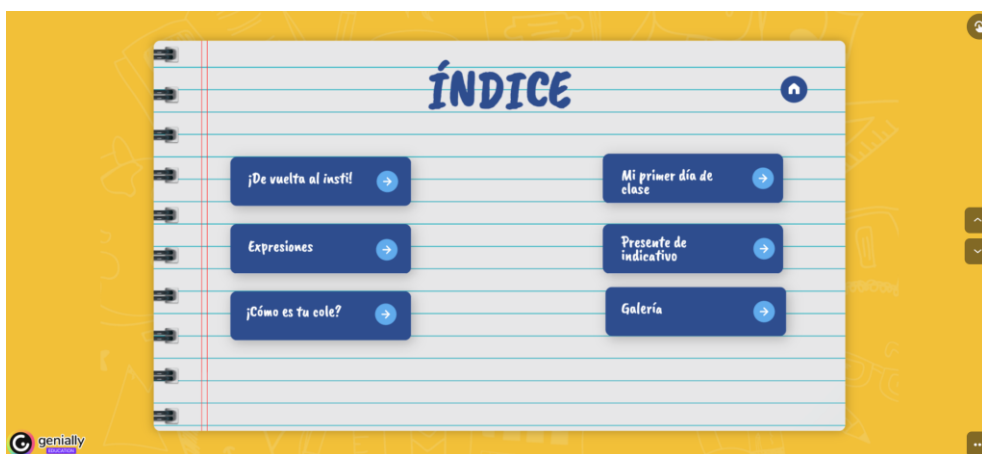 ÍNDICE
¡De vuelta al insti!
Expresiones
¡Cómo es tu cole?
Mi primer día de
clase
Presente de
indicativo
Galería
genially
EDUCATION